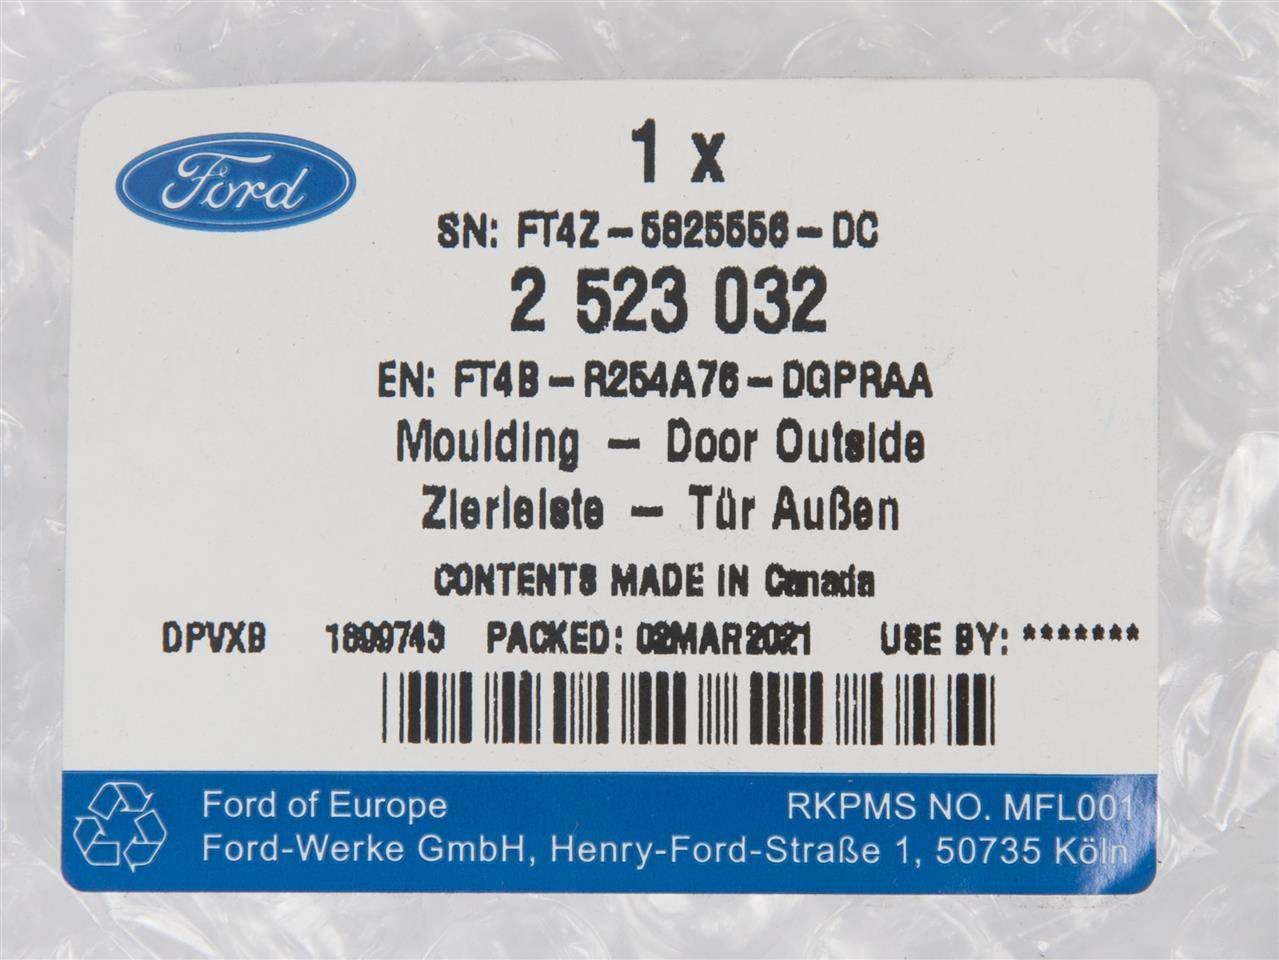 Ford
1 x
SN: FT4Z-5825556-DC
2 523 032
EN: FT4B-R254A76-DGPRAA
Moulding - Door Outside
Zierleiste - Tür Außen
CONTENTS MADE IN Canada
DPVXB 1899743 PACKED: 02MAR2021 USE BY: *******
Ford of Europe RKPMS NO. MFL001
Ford-Werke GmbH, Henry-Ford-Straße 1, 50735 Köln